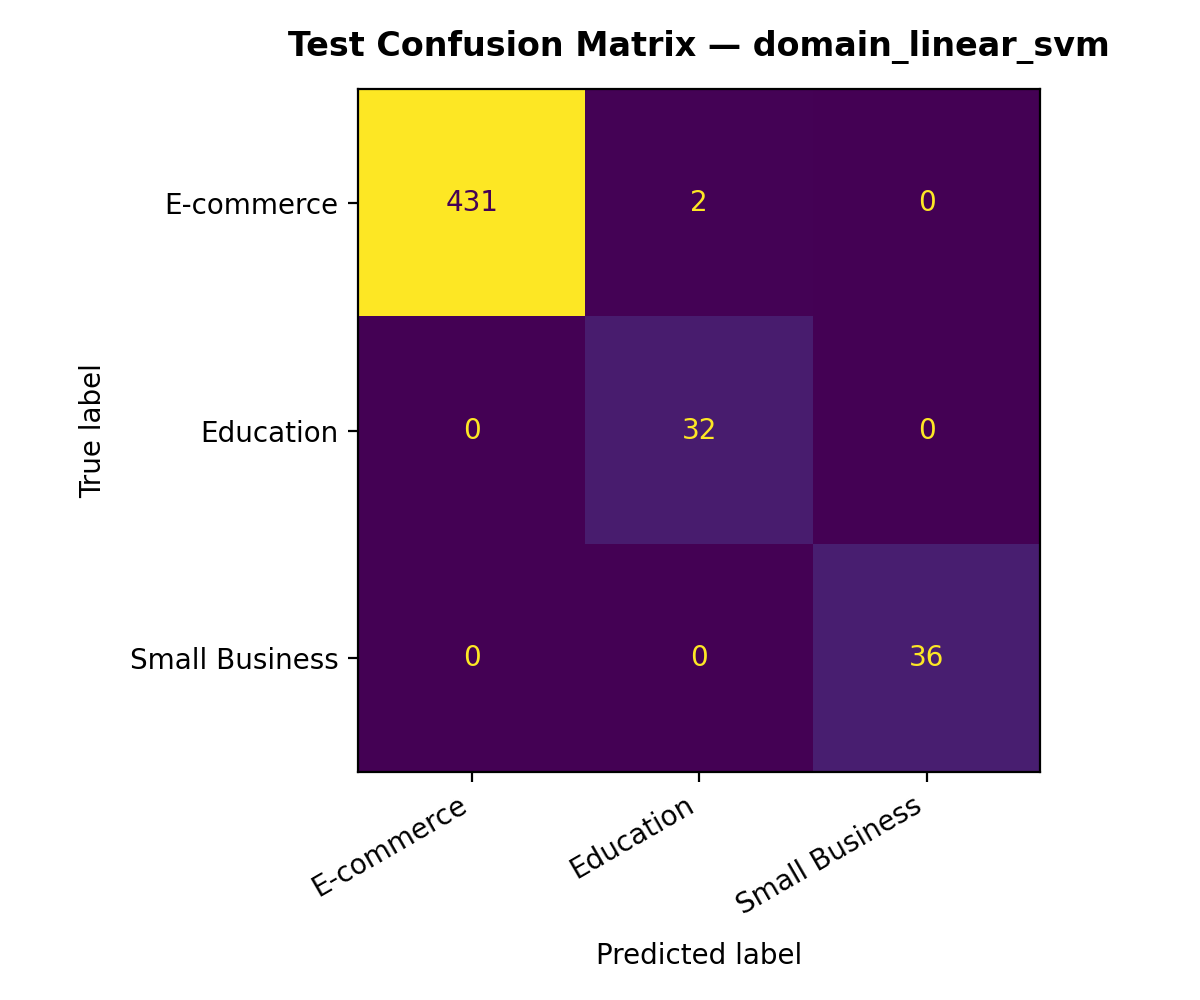 Test Confusion Matrix — domain_linear_svm
E-commerce
431
2
0
Education
0
32
0
Small Business
0
0
36
True label
E-commerce
Education
Small Business
Predicted label